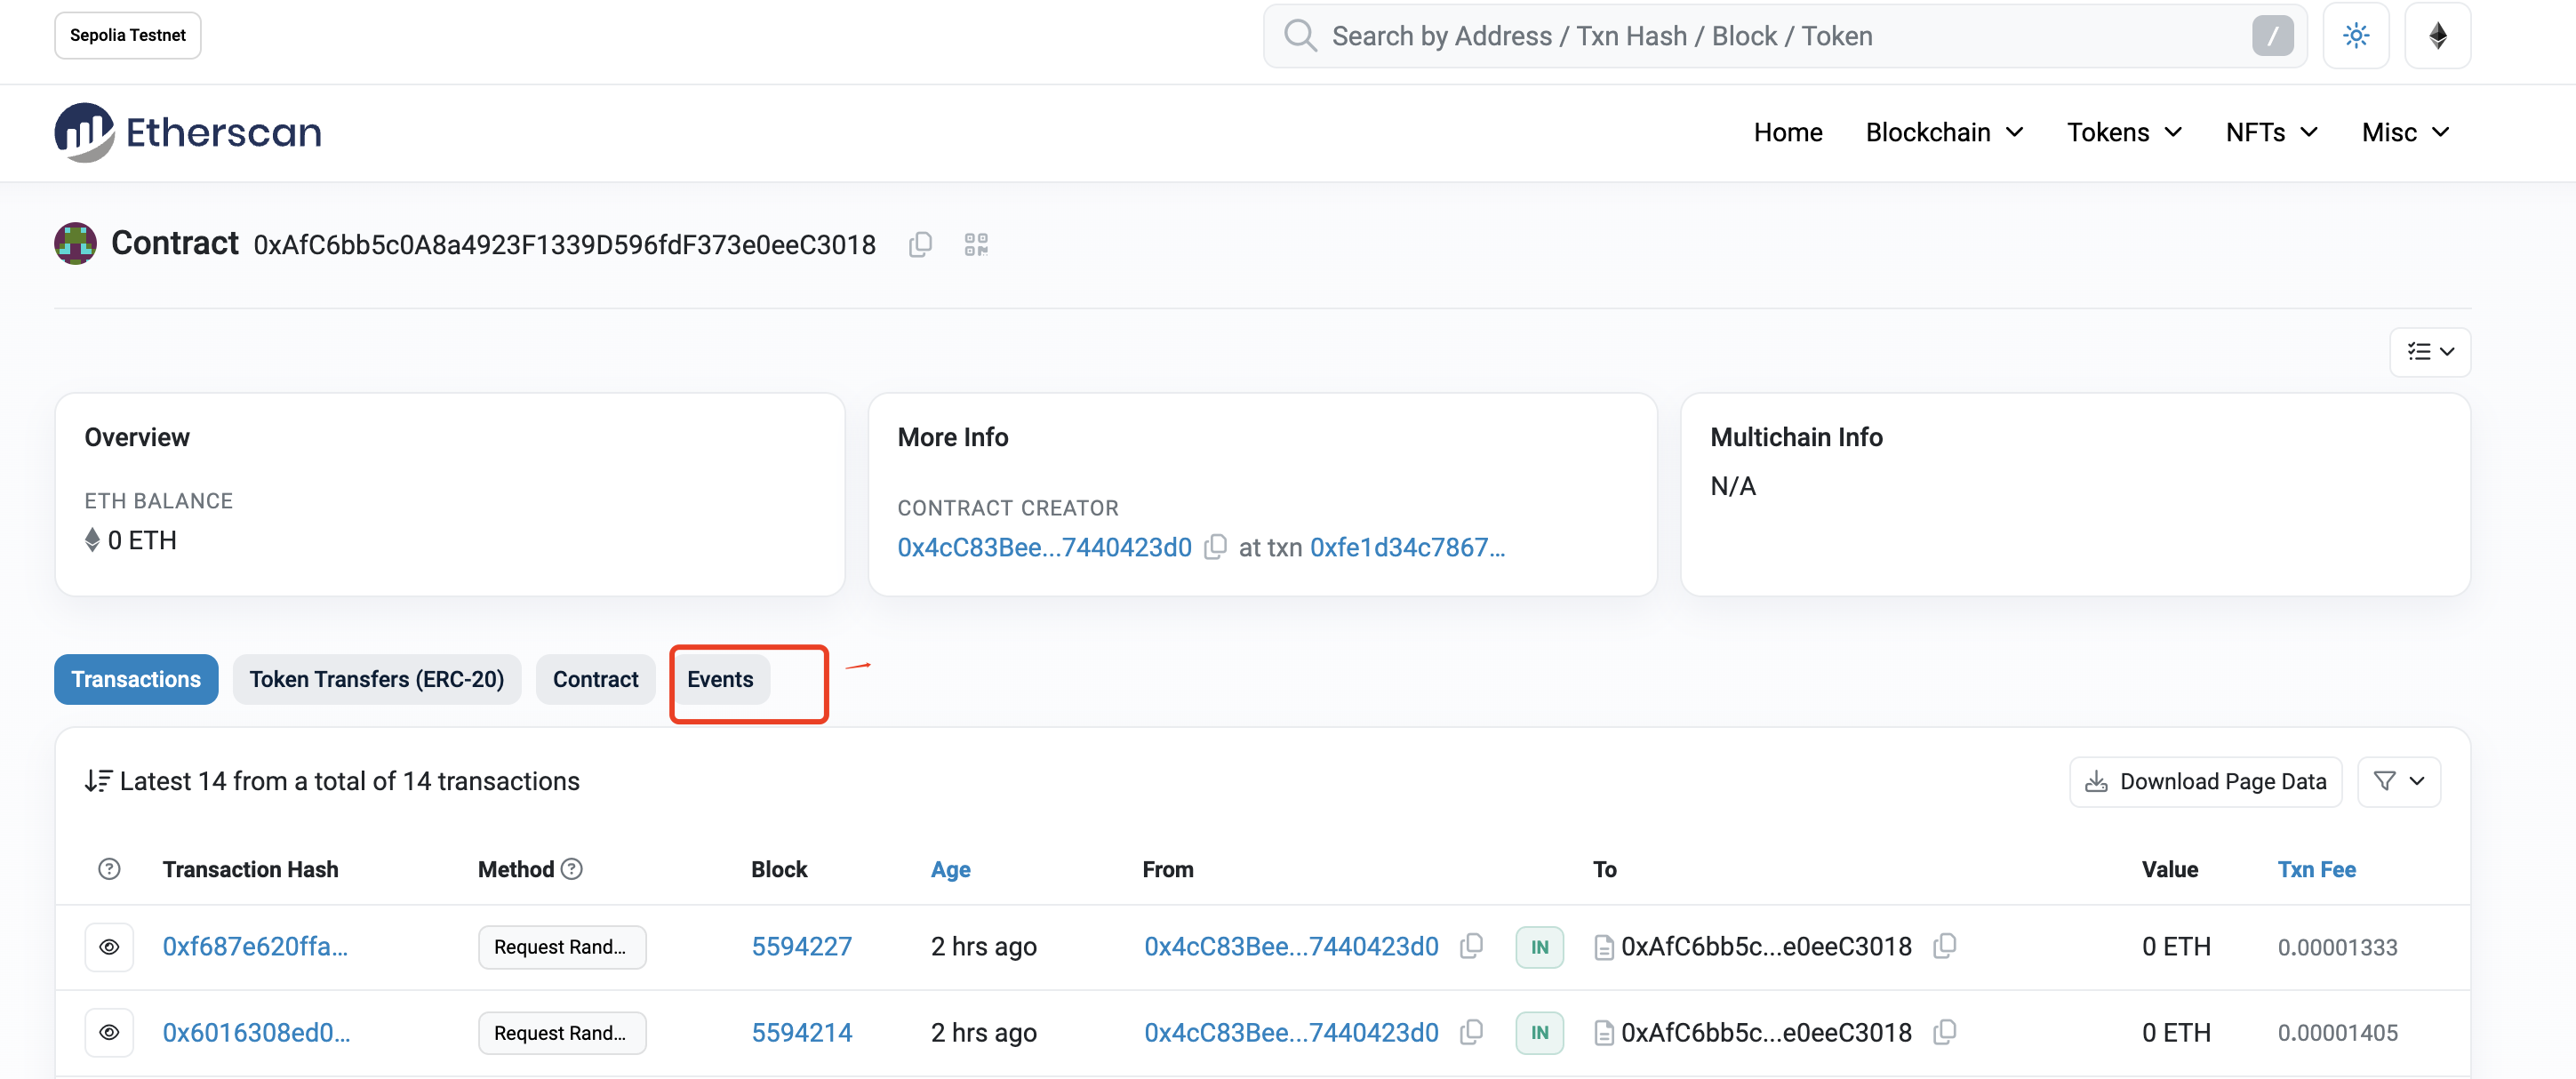 Sepolia Testnet
Search by Address / Txn Hash / Block / Token
/
Etherscan
Home Blockchain Tokens NFTs Misc
Contract 0xAfC6bb5c0A8a4923F1339D596fdF373e0eeC3018
Overview
ETH BALANCE
0 ETH
More Info
CONTRACT CREATOR
0x4cC83Bee...7440423d0 at txn 0xfe1d34c7867...
Multichain Info
N/A
Transactions Token Transfers (ERC-20) Contract Events
Latest 14 from a total of 14 transactions
Download Page Data
Transaction Hash Method Block Age From To Value Txn Fee
0xf687e620ffa... Request Rand... 5594227 2 hrs ago 0x4cC83Bee...7440423d0 IN 0xAfC6bb5c...e0eeC3018 0 ETH 0.00001333
0x6016308ed0... Request Rand... 5594214 2 hrs ago 0x4cC83Bee...7440423d0 IN 0xAfC6bb5c...e0eeC3018 0 ETH 0.00001405